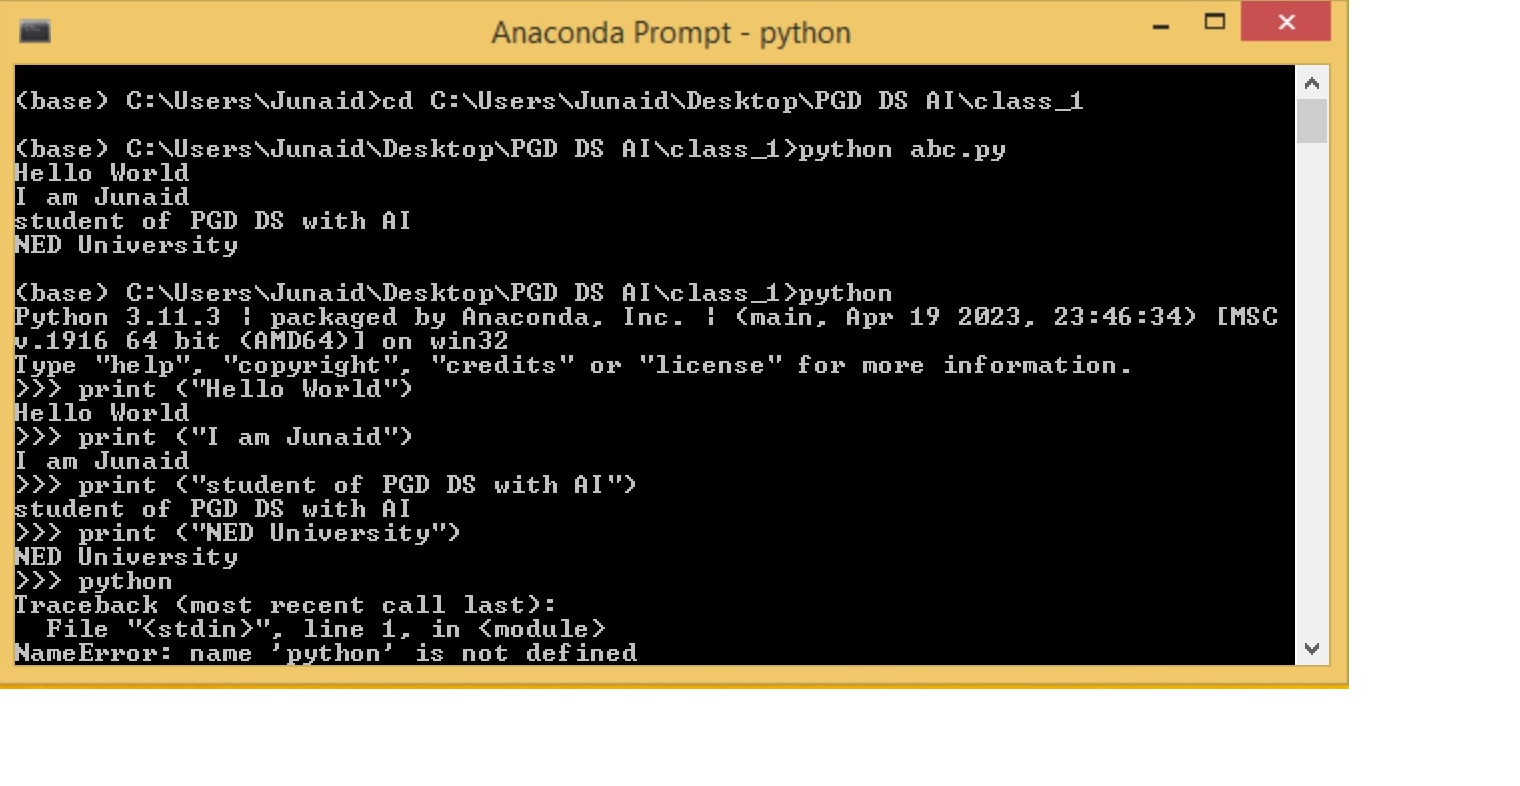 Anaconda Prompt - python
(base) C:\Users\Junaid>cd C:\Users\Junaid\Desktop\PGD DS AI\class_1
(base) C:\Users\Junaid\Desktop\PGD DS AI\class_1>python abc.py
Hello World
I am Junaid
student of PGD DS with AI
NED University
(base) C:\Users\Junaid\Desktop\PGD DS AI\class_1>python
Python 3.11.3 | packaged by Anaconda, Inc. | (main, Apr 19 2023, 23:46:34) [MSC
v.1916 64 bit (AMD64)] on win32
Type "help", "copyright", "credits" or "license" for more information.
>>> print ("Hello World")
Hello World
>>> print ("I am Junaid")
I am Junaid
>>> print ("student of PGD DS with AI")
student of PGD DS with AI
>>> print ("NED University")
NED University
>>> python
Traceback (most recent call last):
  File "<stdin>", line 1, in <module>
NameError: name 'python' is not defined